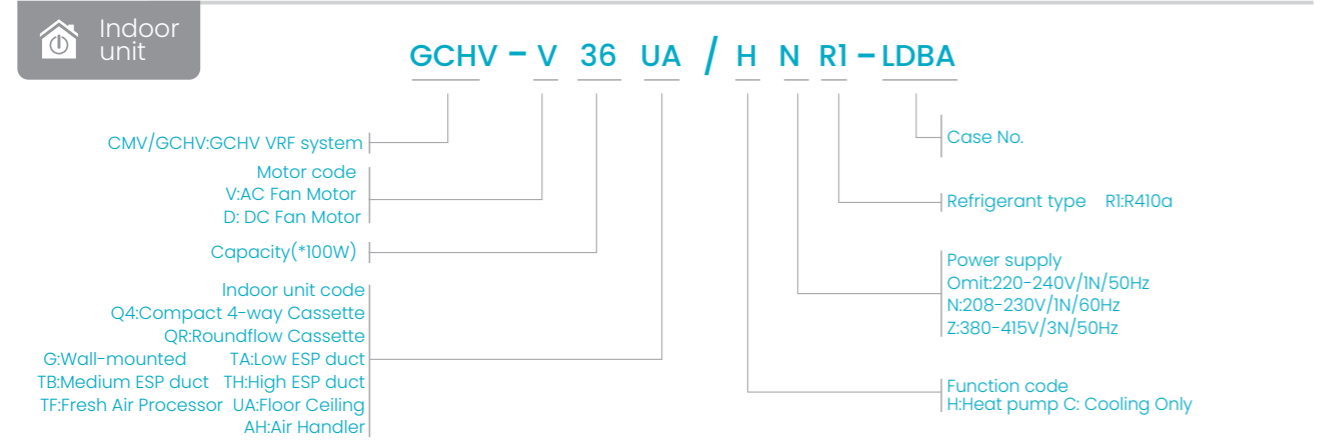 Indoor
unit
GCHV - V 36 UA / H N R1 - LDBA
CMV/GCHV:GCHV VRF system
Motor code
V:AC Fan Motor
D: DC Fan Motor
Capacity(*100W)
Indoor unit code
Q4:Compact 4-way Cassette
QR:Roundflow Cassette
G:Wall-mounted TA:Low ESP duct
TB:Medium ESP duct TH:High ESP duct
TF:Fresh Air Processor UA:Floor Ceiling
AH:Air Handler
Case No.
Refrigerant type R1:R410a
Power supply
Omit:220-240V/1N/50Hz
N:208-230V/1N/60Hz
Z:380-415V/3N/50Hz
Function code
H:Heat pump C: Cooling Only